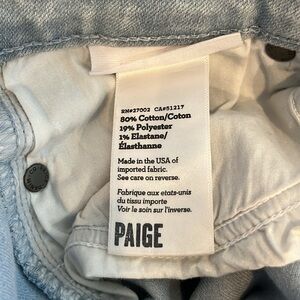 RN#27002 CA#51217
80% Cotton/Coton
19% Polyester
1% Elastane/
Élasthanne
Made in the USA of
imported fabric.
See care on reverse.
Fabrique aux etats-unis
du tissu importe
Voir le soin sur l'inverse.
PAIGE